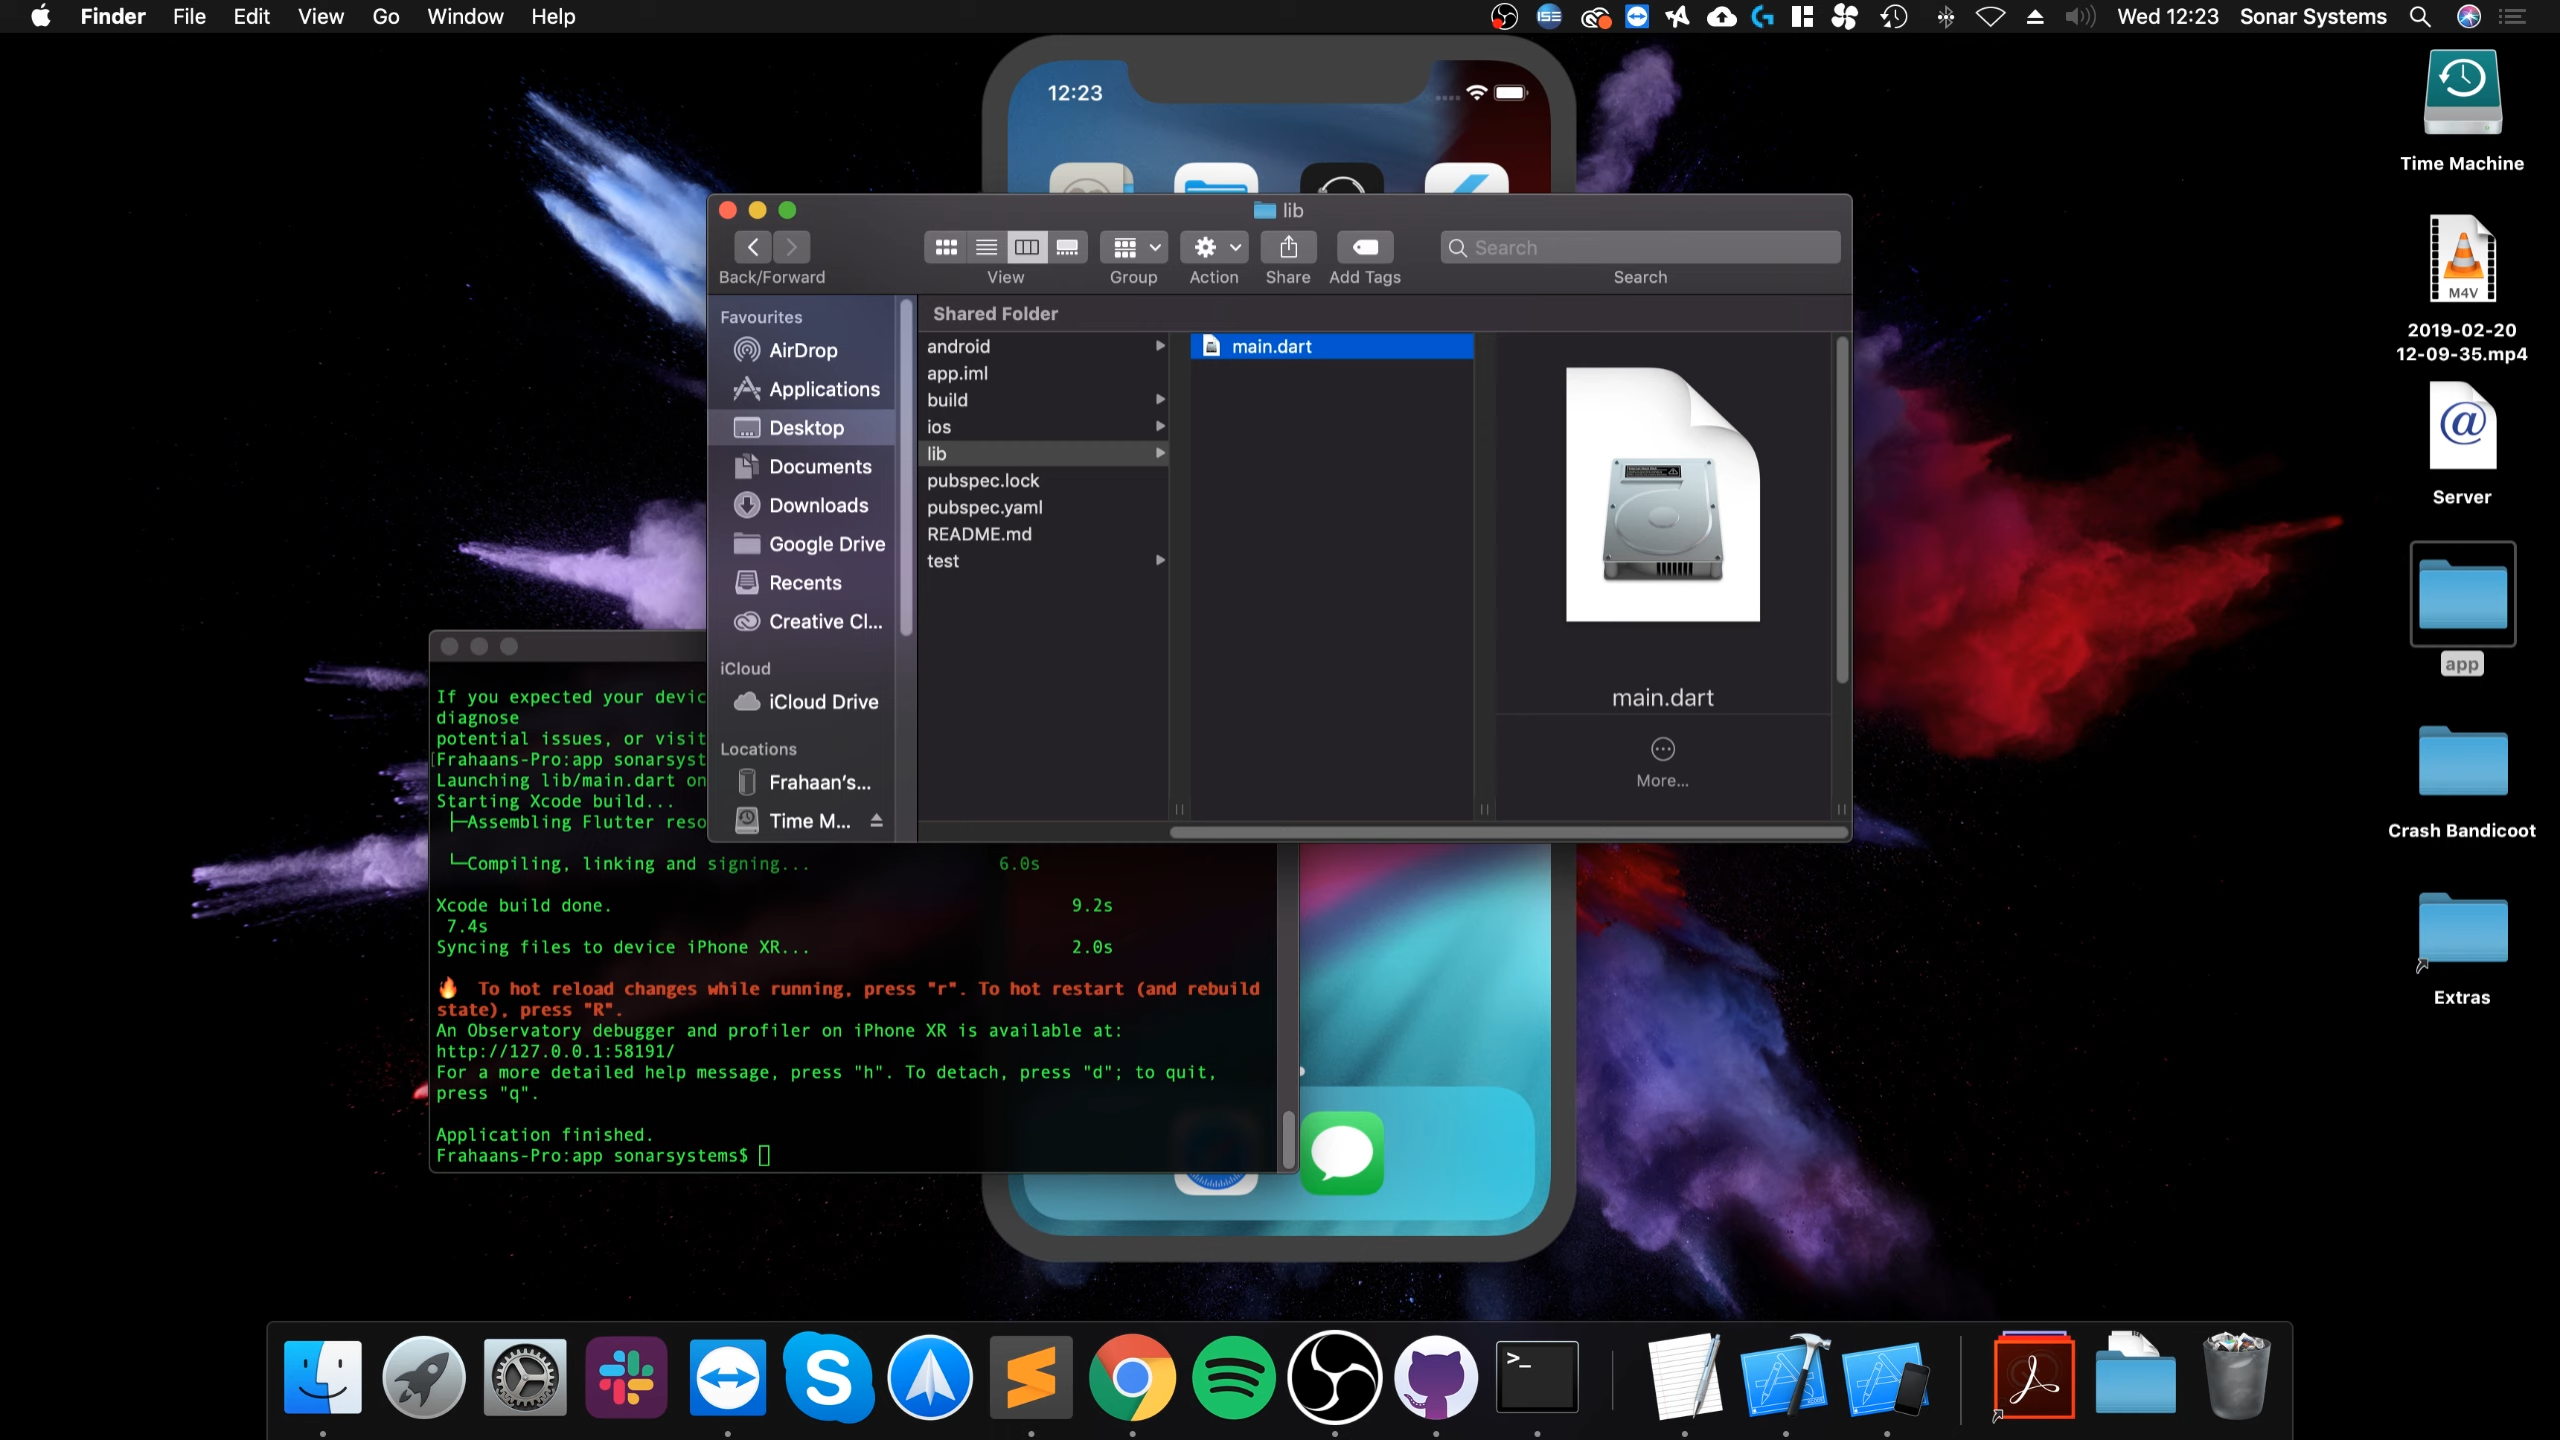 Finder File Edit View Go Window Help
ISE
Wed 12:23 Sonar Systems
12:23
lib
Search
Back/Forward View Group Action Share Add Tags Search
Favourites
AirDrop
Applications
Desktop
Documents
Downloads
Google Drive
Recents
Creative Cl...
iCloud
iCloud Drive
Locations
Frahaan's...
Time M...
Shared Folder
android
app.iml
build
ios
lib
pubspec.lock
pubspec.yaml
README.md
test
main.dart
main.dart
More...
If you expected your devic
diagnose
potential issues, or visit
[Frahaans-Pro:app sonarsyst
Launching lib/main.dart on
Starting Xcode build...
├─Assembling Flutter reso
└─Compiling, linking and signing... 6.0s
Xcode build done. 9.2s
7.4s
Syncing files to device iPhone XR... 2.0s
🔥 To hot reload changes while running, press "r". To hot restart (and rebuild
state), press "R".
An Observatory debugger and profiler on iPhone XR is available at:
http://127.0.0.1:58191/
For a more detailed help message, press "h". To detach, press "d"; to quit,
press "q".
Application finished.
Frahaans-Pro:app sonarsystems$
Time Machine
M4V
2019-02-20
12-09-35.mp4
@
Server
app
Crash Bandicoot
Extras
S
>_